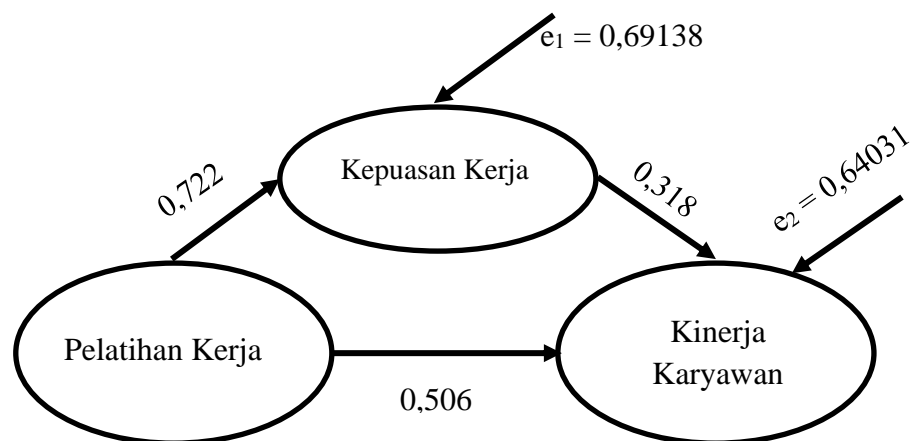 e₁ = 0,69138
Kepuasan Kerja
0,722
0,318
e₂ = 0,64031
Pelatihan Kerja
Kinerja
Karyawan
0,506